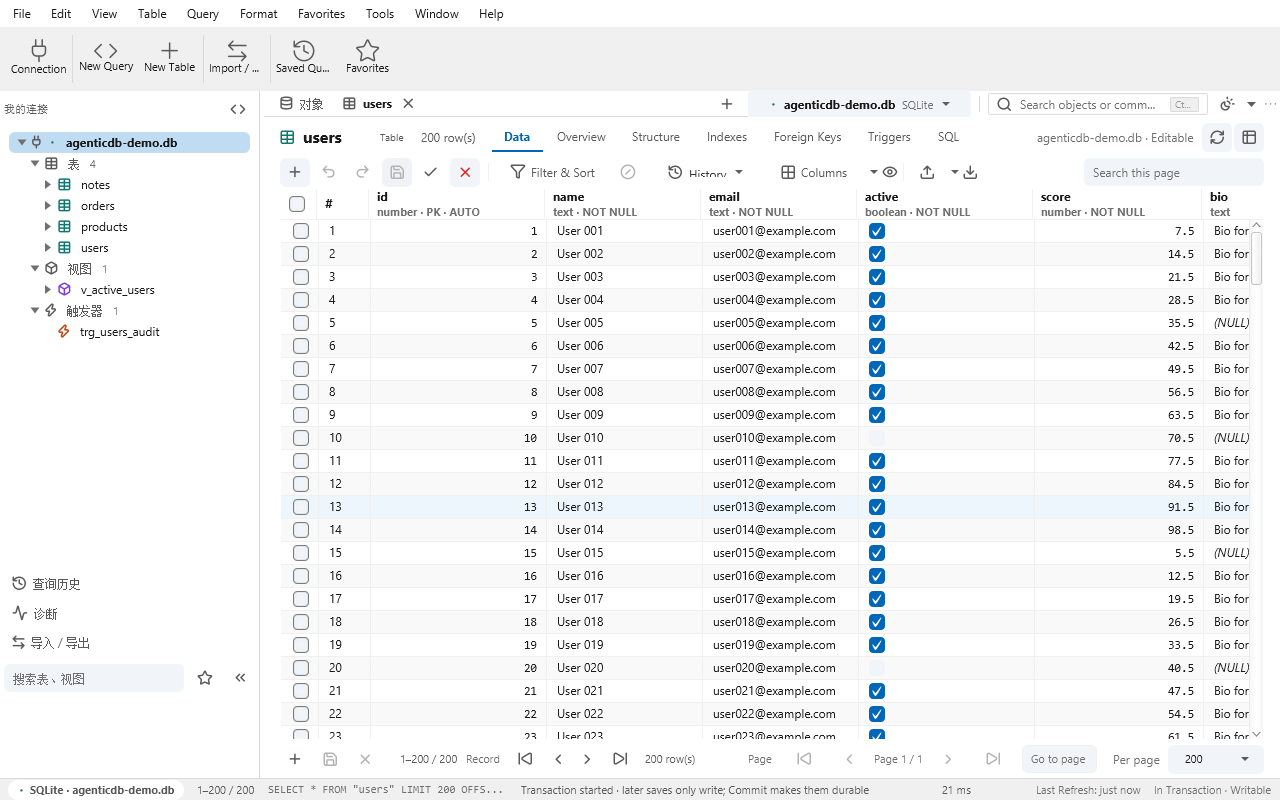 File Edit View Table Query Format Favorites Tools Window Help
Connection New Query New Table Import / ... Saved Qu... Favorites
我的连接
agenticdb-demo.db
表 4
notes
orders
products
users
视图 1
v_active_users
触发器 1
trg_users_audit
查询历史
诊断
导入 / 导出
搜索表、视图
对象 users
agenticdb-demo.db SQLite
Search objects or comm... Ct...
users Table 200 row(s) Data Overview Structure Indexes Foreign Keys Triggers SQL agenticdb-demo.db · Editable
Filter & Sort History Columns Search this page
# id name email active score bio
number · PK · AUTO text · NOT NULL text · NOT NULL boolean · NOT NULL number · NOT NULL text
1 1 User 001 user001@example.com 7.5 Bio for
2 2 User 002 user002@example.com 14.5 Bio for
3 3 User 003 user003@example.com 21.5 Bio for
4 4 User 004 user004@example.com 28.5 Bio for
5 5 User 005 user005@example.com 35.5 (NULL)
6 6 User 006 user006@example.com 42.5 Bio for
7 7 User 007 user007@example.com 49.5 Bio for
8 8 User 008 user008@example.com 56.5 Bio for
9 9 User 009 user009@example.com 63.5 Bio for
10 10 User 010 user010@example.com 70.5 (NULL)
11 11 User 011 user011@example.com 77.5 Bio for
12 12 User 012 user012@example.com 84.5 Bio for
13 13 User 013 user013@example.com 91.5 Bio for
14 14 User 014 user014@example.com 98.5 Bio for
15 15 User 015 user015@example.com 5.5 (NULL)
16 16 User 016 user016@example.com 12.5 Bio for
17 17 User 017 user017@example.com 19.5 Bio for
18 18 User 018 user018@example.com 26.5 Bio for
19 19 User 019 user019@example.com 33.5 Bio for
20 20 User 020 user020@example.com 40.5 (NULL)
21 21 User 021 user021@example.com 47.5 Bio for
22 22 User 022 user022@example.com 54.5 Bio for
23 23 User 023 user023@example.com 61.5 Bio for
1–200 / 200 Record 200 row(s) Page Page 1 / 1 Go to page Per page 200
SQLite · agenticdb-demo.db 1–200 / 200 SELECT * FROM "users" LIMIT 200 OFFS... Transaction started · later saves only write; Commit makes them durable 21 ms Last Refresh: just now In Transaction · Writable